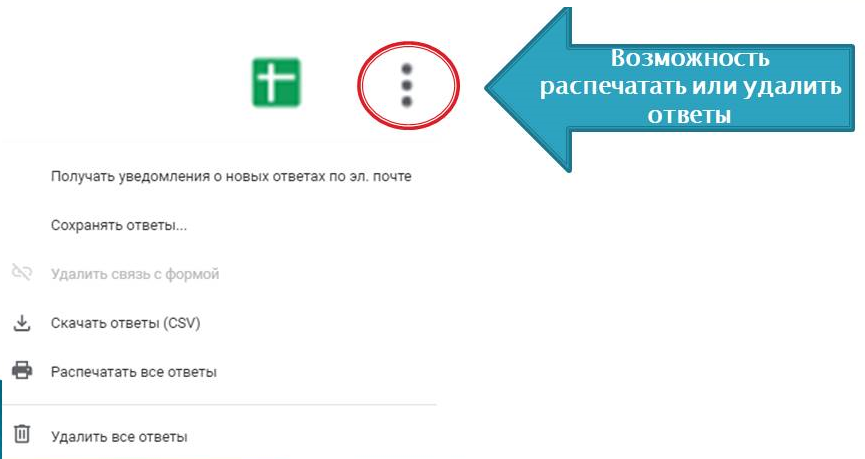 Возможность
распечатать или удалить
ответы
Получать уведомления о новых ответах по эл. почте
Сохранять ответы...
Удалить связь с формой
Скачать ответы (CSV)
Распечатать все ответы
Удалить все ответы